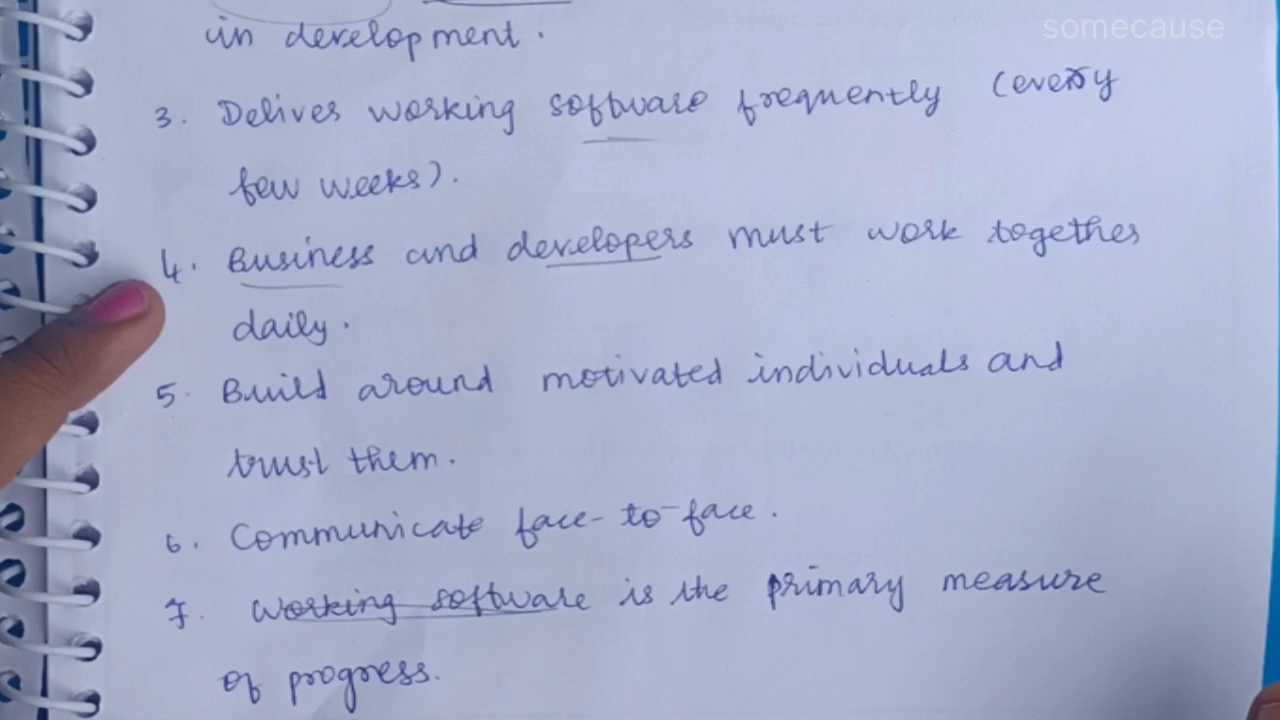 somecause
in development.
3. Deliver working software frequently (every
few weeks).
4. Business and developers must work together
daily.
5. Build around motivated individuals and
trust them.
6. Communicate face-to-face.
7. Working software is the primary measure
of progress.